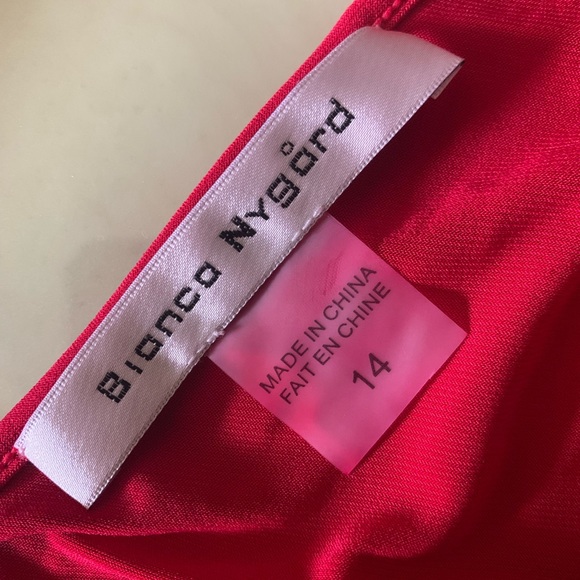 Bianca Nygård
MADE IN CHINA
FAIT EN CHINE
14